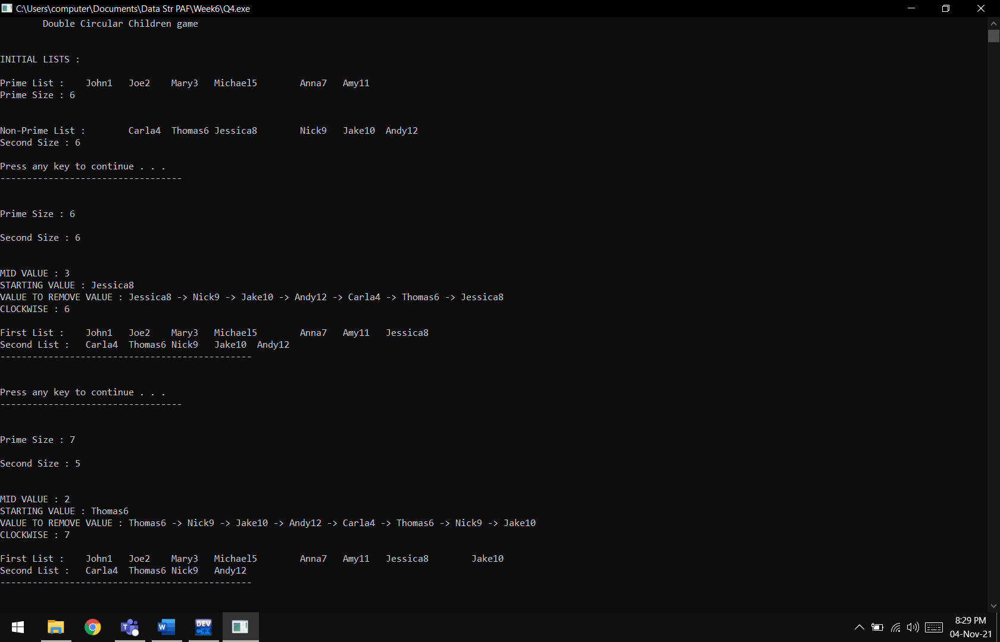 C:\Users\computer\Documents\Data Str PAF\Week6\Q4.exe
Double Circular Children game
INITIAL LISTS :
Prime List :    John1   Joe2    Mary3   Michael5        Anna7   Amy11
Prime Size : 6
Non-Prime List :        Carla4  Thomas6 Jessica8        Nick9   Jake10  Andy12
Second Size : 6
Press any key to continue . . .
----------------------------------
Prime Size : 6
Second Size : 6
MID VALUE : 3
STARTING VALUE : Jessica8
VALUE TO REMOVE VALUE : Jessica8 -> Nick9 -> Jake10 -> Andy12 -> Carla4 -> Thomas6 -> Jessica8
CLOCKWISE : 6
First List :    John1   Joe2    Mary3   Michael5        Anna7   Amy11   Jessica8
Second List :   Carla4  Thomas6 Nick9   Jake10  Andy12
-----------------------------------------------
Press any key to continue . . .
----------------------------------
Prime Size : 7
Second Size : 5
MID VALUE : 2
STARTING VALUE : Thomas6
VALUE TO REMOVE VALUE : Thomas6 -> Nick9 -> Jake10 -> Andy12 -> Carla4 -> Thomas6 -> Nick9 -> Jake10
CLOCKWISE : 7
First List :    John1   Joe2    Mary3   Michael5        Anna7   Amy11   Jessica8        Jake10
Second List :   Carla4  Thomas6 Nick9   Andy12
-----------------------------------------------
T
W
DEV
C++
8:29 PM
04-Nov-21